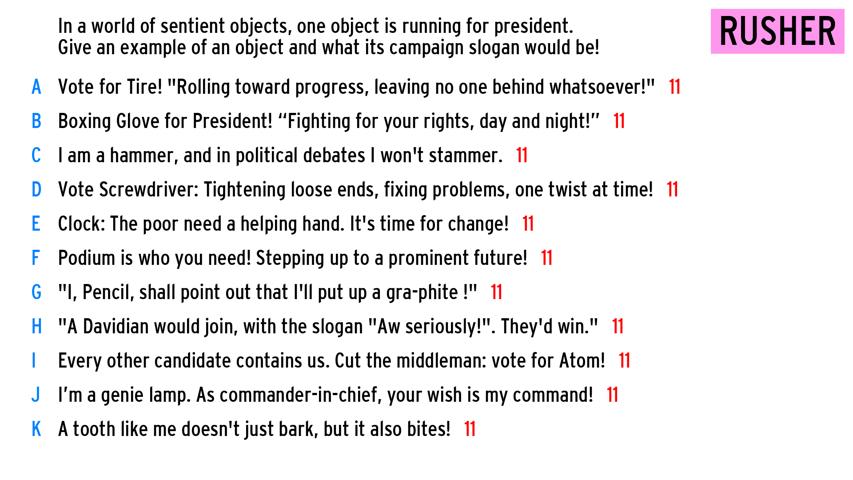 In a world of sentient objects, one object is running for president.
Give an example of an object and what its campaign slogan would be!
RUSHER
A Vote for Tire! "Rolling toward progress, leaving no one behind whatsoever!" 11
B Boxing Glove for President! “Fighting for your rights, day and night!” 11
C I am a hammer, and in political debates I won't stammer. 11
D Vote Screwdriver: Tightening loose ends, fixing problems, one twist at time! 11
E Clock: The poor need a helping hand. It's time for change! 11
F Podium is who you need! Stepping up to a prominent future! 11
G "I, Pencil, shall point out that I'll put up a gra-phite !" 11
H "A Davidian would join, with the slogan "Aw seriously!". They'd win." 11
I Every other candidate contains us. Cut the middleman: vote for Atom! 11
J I’m a genie lamp. As commander-in-chief, your wish is my command! 11
K A tooth like me doesn't just bark, but it also bites! 11